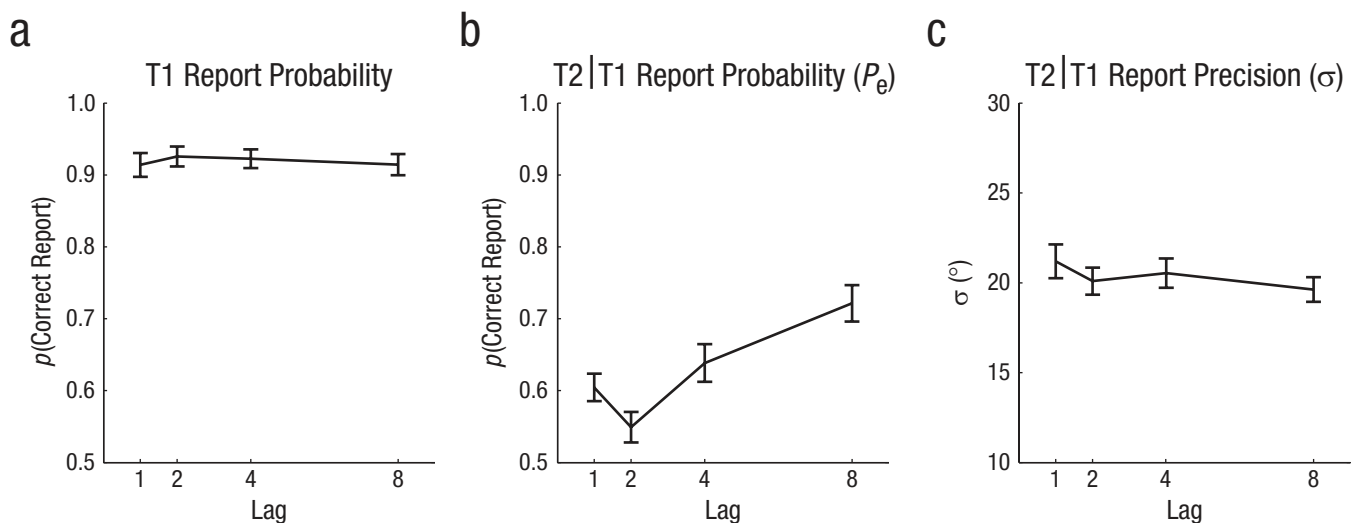 a
T1 Report Probability
p(Correct Report)
1.0
0.9
0.8
0.7
0.6
0.5
1 2 4 8
Lag
b
T2|T1 Report Probability (Pe)
p(Correct Report)
1.0
0.9
0.8
0.7
0.6
0.5
1 2 4 8
Lag
c
T2|T1 Report Precision (σ)
σ (°)
30
25
20
15
10
1 2 4 8
Lag